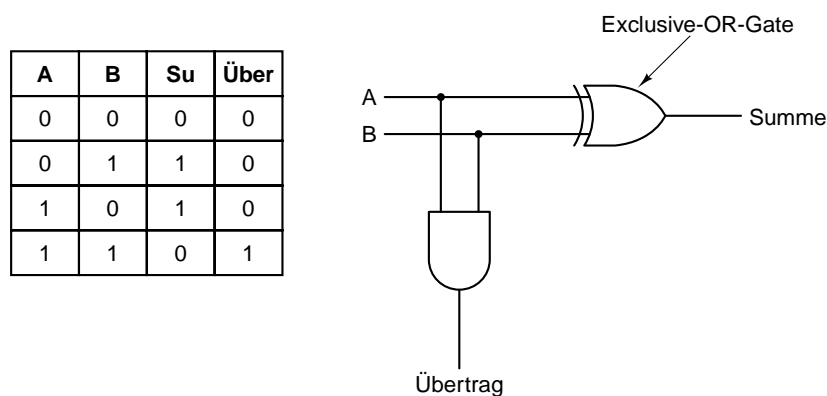 A B Su Über
0 0 0 0
0 1 1 0
1 0 1 0
1 1 0 1
Exclusive-OR-Gate
A
B
Summe
Übertrag